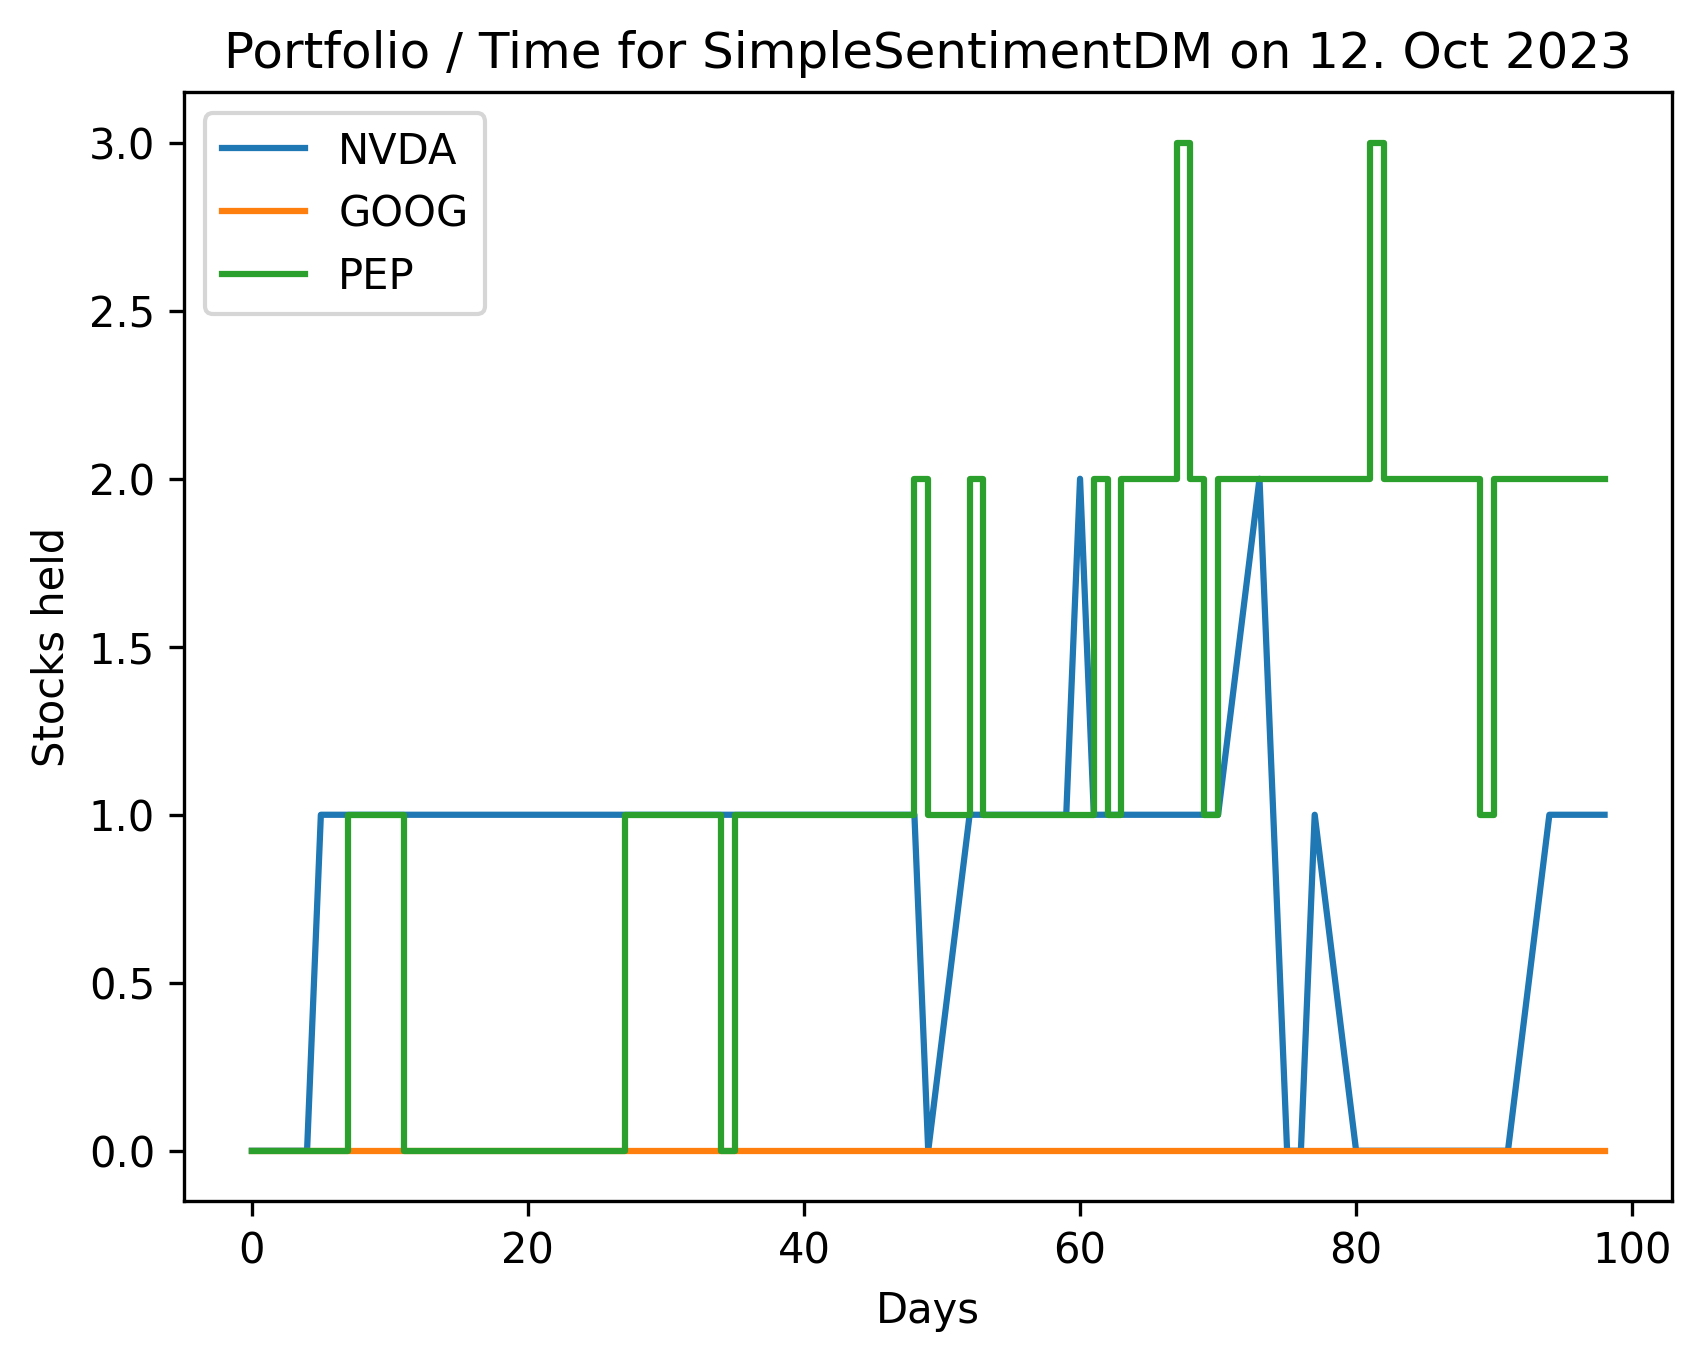 Portfolio / Time for SimpleSentimentDM on 12. Oct 2023
NVDA
GOOG
PEP
3.0
2.5
2.0
1.5
1.0
0.5
0.0
Stocks held
0 20 40 60 80 100
Days